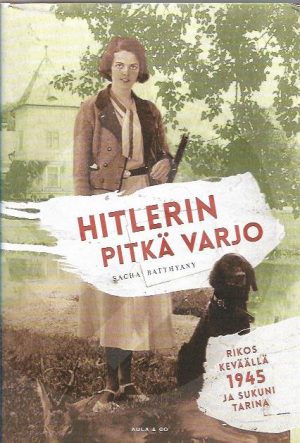 HITLERIN
PITKÄ VARJO
SACHA BATTHYANY
RIKOS
KEVÄÄLLÄ
1945
JA SUKUNI
TARINA
AULA & CO